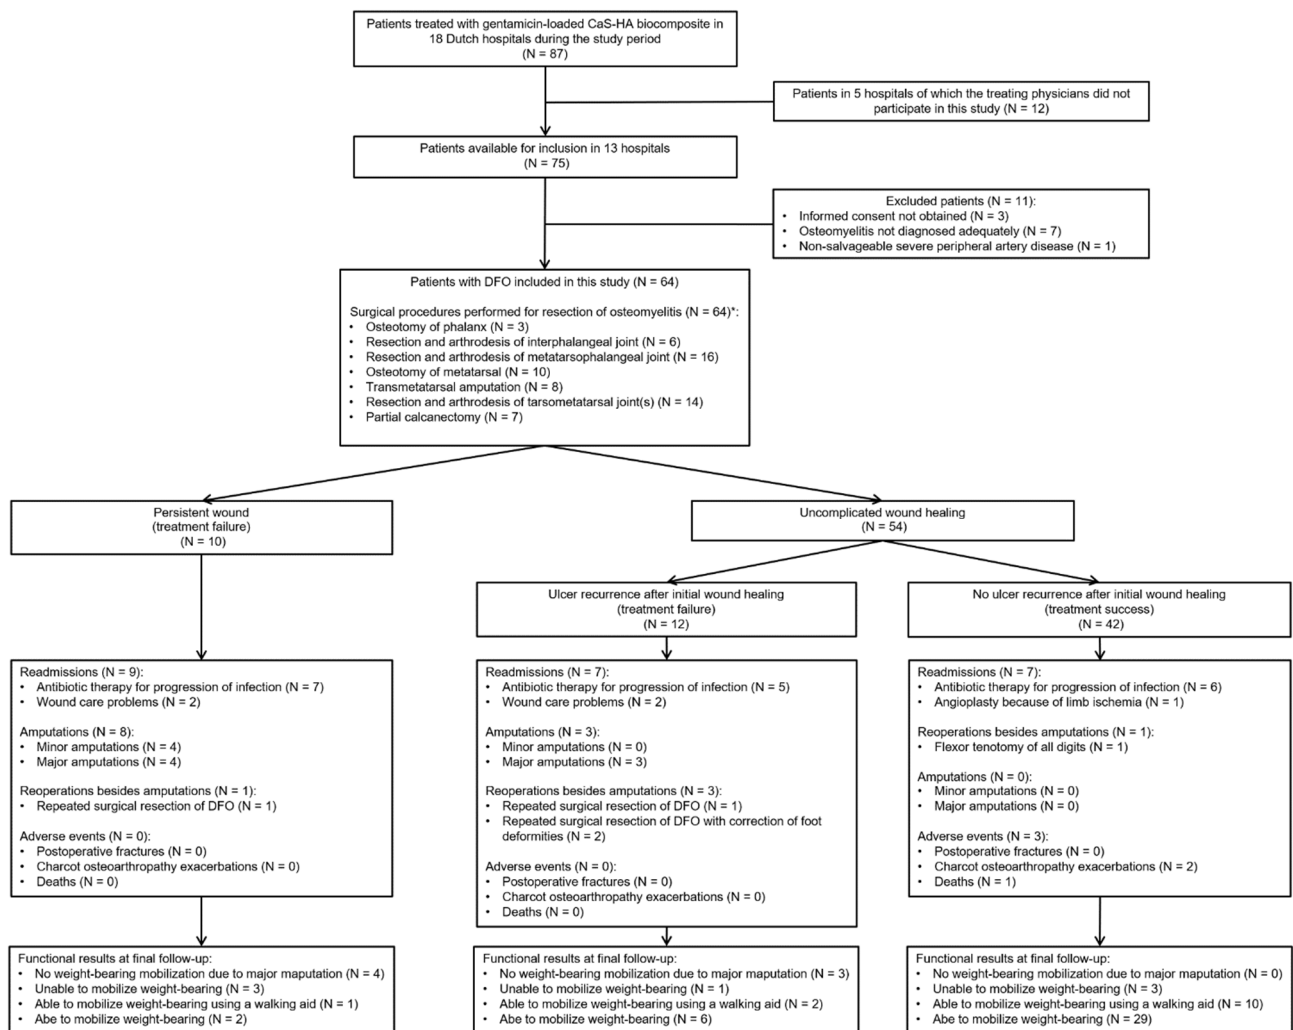 Patients treated with gentamicin-loaded CaS-HA biocomposite in
18 Dutch hospitals during the study period
(N = 87)
Patients in 5 hospitals of which the treating physicians did not
participate in this study (N = 12)
Patients available for inclusion in 13 hospitals
(N = 75)
Excluded patients (N = 11):
• Informed consent not obtained (N = 3)
• Osteomyelitis not diagnosed adequately (N = 7)
• Non-salvageable severe peripheral artery disease (N = 1)
Patients with DFO included in this study (N = 64)
Surgical procedures performed for resection of osteomyelitis (N = 64)*:
• Osteotomy of phalanx (N = 3)
• Resection and arthrodesis of interphalangeal joint (N = 6)
• Resection and arthrodesis of metatarsophalangeal joint (N = 16)
• Osteotomy of metatarsal (N = 10)
• Transmetatarsal amputation (N = 8)
• Resection and arthrodesis of tarsometatarsal joint(s) (N = 14)
• Partial calcanectomy (N = 7)
Persistent wound
(treatment failure)
(N = 10)
Uncomplicated wound healing
(N = 54)
Ulcer recurrence after initial wound healing
(treatment failure)
(N = 12)
No ulcer recurrence after initial wound healing
(treatment success)
(N = 42)
Readmissions (N = 9):
• Antibiotic therapy for progression of infection (N = 7)
• Wound care problems (N = 2)
Amputations (N = 8):
• Minor amputations (N = 4)
• Major amputations (N = 4)
Reoperations besides amputations (N = 1):
• Repeated surgical resection of DFO (N = 1)
Adverse events (N = 0):
• Postoperative fractures (N = 0)
• Charcot osteoarthropathy exacerbations (N = 0)
• Deaths (N = 0)
Readmissions (N = 7):
• Antibiotic therapy for progression of infection (N = 5)
• Wound care problems (N = 2)
Amputations (N = 3):
• Minor amputations (N = 0)
• Major amputations (N = 3)
Reoperations besides amputations (N = 3):
• Repeated surgical resection of DFO (N = 1)
• Repeated surgical resection of DFO with correction of foot
deformities (N = 2)
Adverse events (N = 0):
• Postoperative fractures (N = 0)
• Charcot osteoarthropathy exacerbations (N = 0)
• Deaths (N = 0)
Readmissions (N = 7):
• Antibiotic therapy for progression of infection (N = 6)
• Angioplasty because of limb ischemia (N = 1)
Reoperations besides amputations (N = 1):
• Flexor tenotomy of all digits (N = 1)
Amputations (N = 0):
• Minor amputations (N = 0)
• Major amputations (N = 0)
Adverse events (N = 3):
• Postoperative fractures (N = 0)
• Charcot osteoarthropathy exacerbations (N = 2)
• Deaths (N = 1)
Functional results at final follow-up:
• No weight-bearing mobilization due to major maputation (N = 4)
• Unable to mobilize weight-bearing (N = 3)
• Able to mobilize weight-bearing using a walking aid (N = 1)
• Abe to mobilize weight-bearing (N = 2)
Functional results at final follow-up:
• No weight-bearing mobilization due to major maputation (N = 3)
• Unable to mobilize weight-bearing (N = 1)
• Able to mobilize weight-bearing using a walking aid (N = 2)
• Abe to mobilize weight-bearing (N = 6)
Functional results at final follow-up:
• No weight-bearing mobilization due to major maputation (N = 0)
• Unable to mobilize weight-bearing (N = 3)
• Able to mobilize weight-bearing using a walking aid (N = 10)
• Abe to mobilize weight-bearing (N = 29)